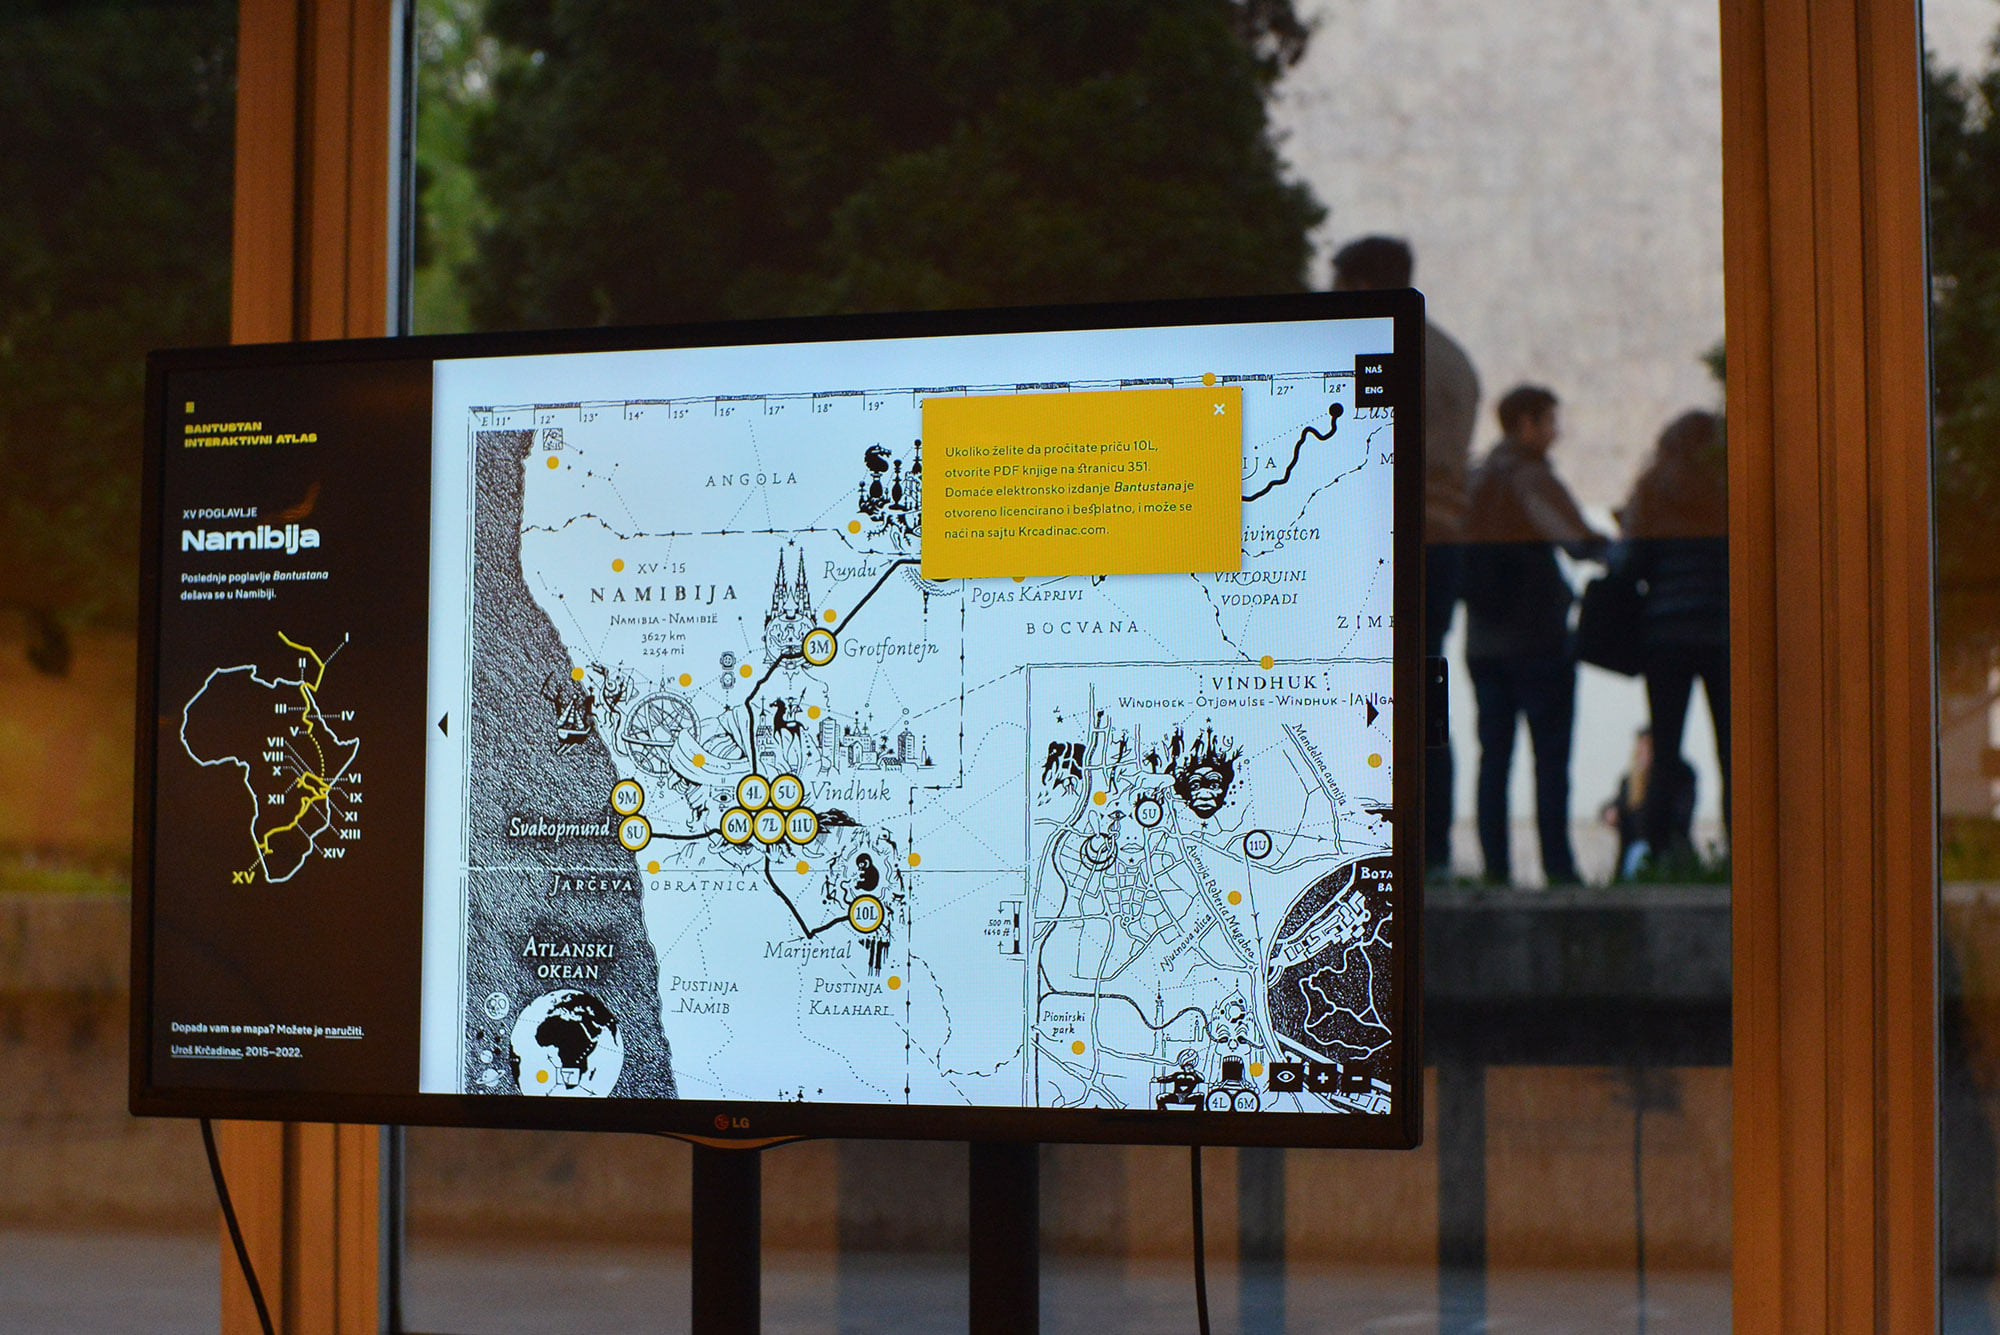 BANTUSTAN
INTERAKTIVNI ATLAS
XV POGLAVLJE
Namibija
Poslednje poglavlje Bantustana
dešava se u Namibiji.
I
II
III
IV
V
VII
VIII
X
VI
IX
XII
XI
XIII
XIV
XV
Dopada vam se mapa? Možete je naručiti.
Uroš Krčadinac, 2015–2022.
NAŠ
ENG
E 11° 12° 13° 14° 15° 16° 17° 18° 19° 27° 28°
ANGOLA
Ukoliko želite da pročitate priču 10L,
otvorite PDF knjige na stranicu 351.
Domaće elektronsko izdanje Bantustana je
otvoreno licencirano i besplatno, i može se
naći na sajtu Krcadinac.com.
×
IJA
XV·15
NAMIBIJA
NAMIBIA - NAMIBIË
3627 km
2254 mi
Rundu
Pojas Kaprivi
ivingston
VIKTORIJINI
VODOPADI
BOCVANA
ZIM
3M
Grotfontejn
VINDHUK
WINDHOEK - OTJOMUISE - WINDHUK
Mandelina avenija
9M
8U
Svakopmund
4L
5U
Vindhuk
6M
7L
11U
JARČEVA OBRATNICA
10L
Marijental
ATLANSKI
OKEAN
PUSTINJA
NAMIB
PUSTINJA
KALAHARI
5U
11U
Avenija Roberta Mugabea
Njutnova ulica
500 m
1640 ft
BOTA
BA
Pionirski
park
4L
6M
+
−
LG